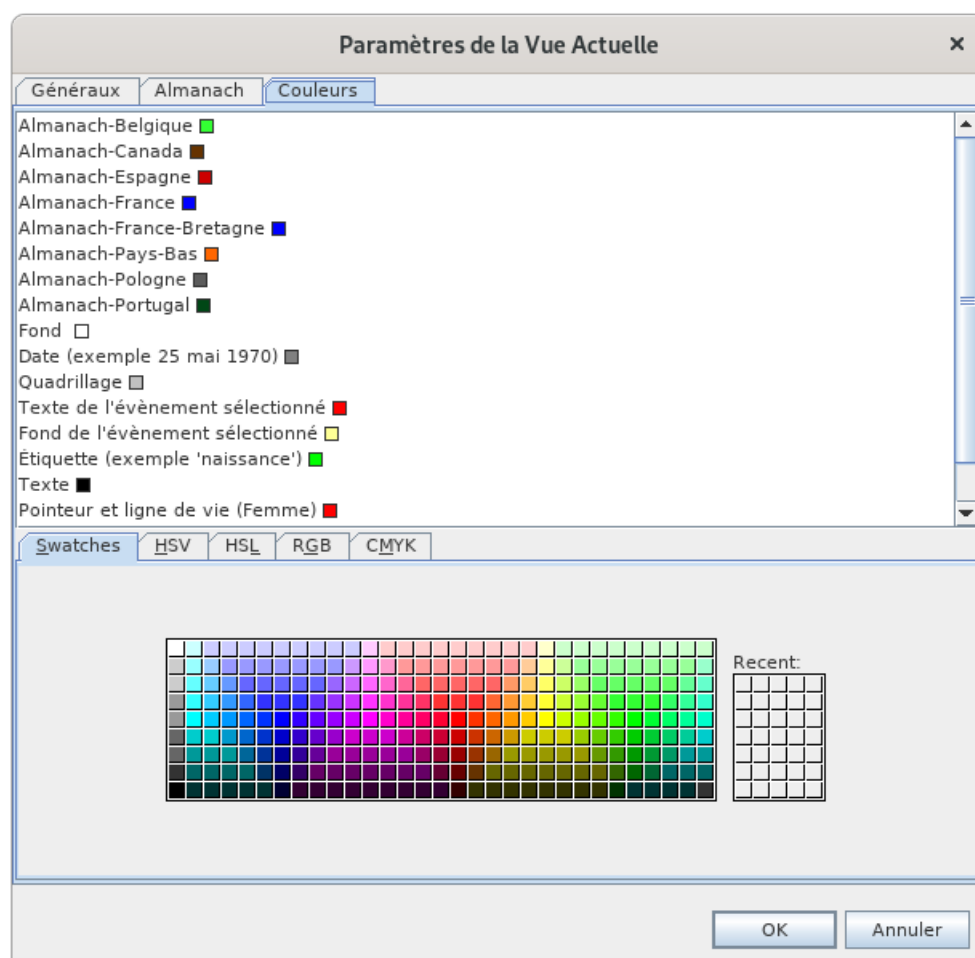 Paramètres de la Vue Actuelle
Généraux Almanach Couleurs
Almanach-Belgique
Almanach-Canada
Almanach-Espagne
Almanach-France
Almanach-France-Bretagne
Almanach-Pays-Bas
Almanach-Pologne
Almanach-Portugal
Fond
Date (exemple 25 mai 1970)
Quadrillage
Texte de l'évènement sélectionné
Fond de l'évènement sélectionné
Étiquette (exemple 'naissance')
Texte
Pointeur et ligne de vie (Femme)
Swatches HSV HSL RGB CMYK
Recent:
OK Annuler